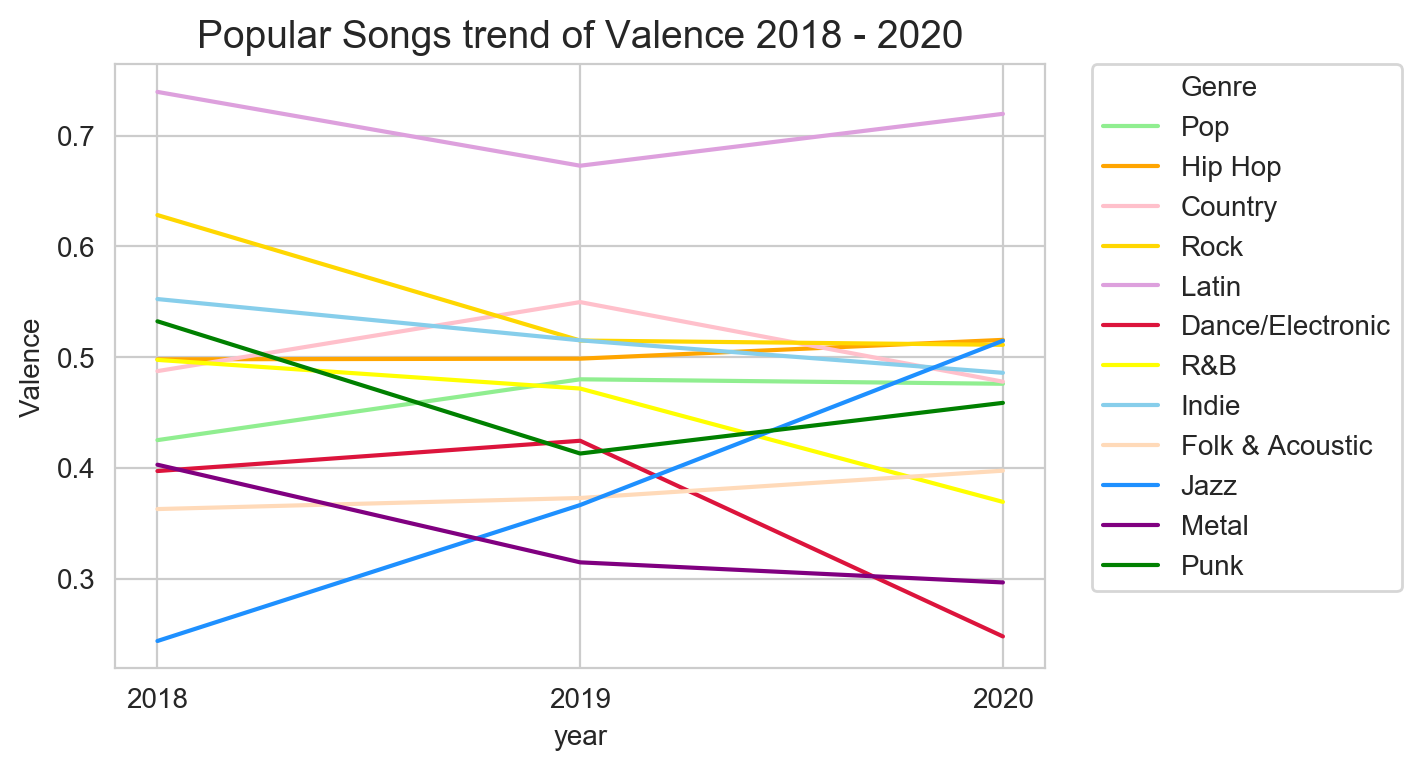 Popular Songs trend of Valence 2018 - 2020
Valence
0.7
0.6
0.5
0.4
0.3
2018
2019
2020
year
Genre
Pop
Hip Hop
Country
Rock
Latin
Dance/Electronic
R&B
Indie
Folk & Acoustic
Jazz
Metal
Punk